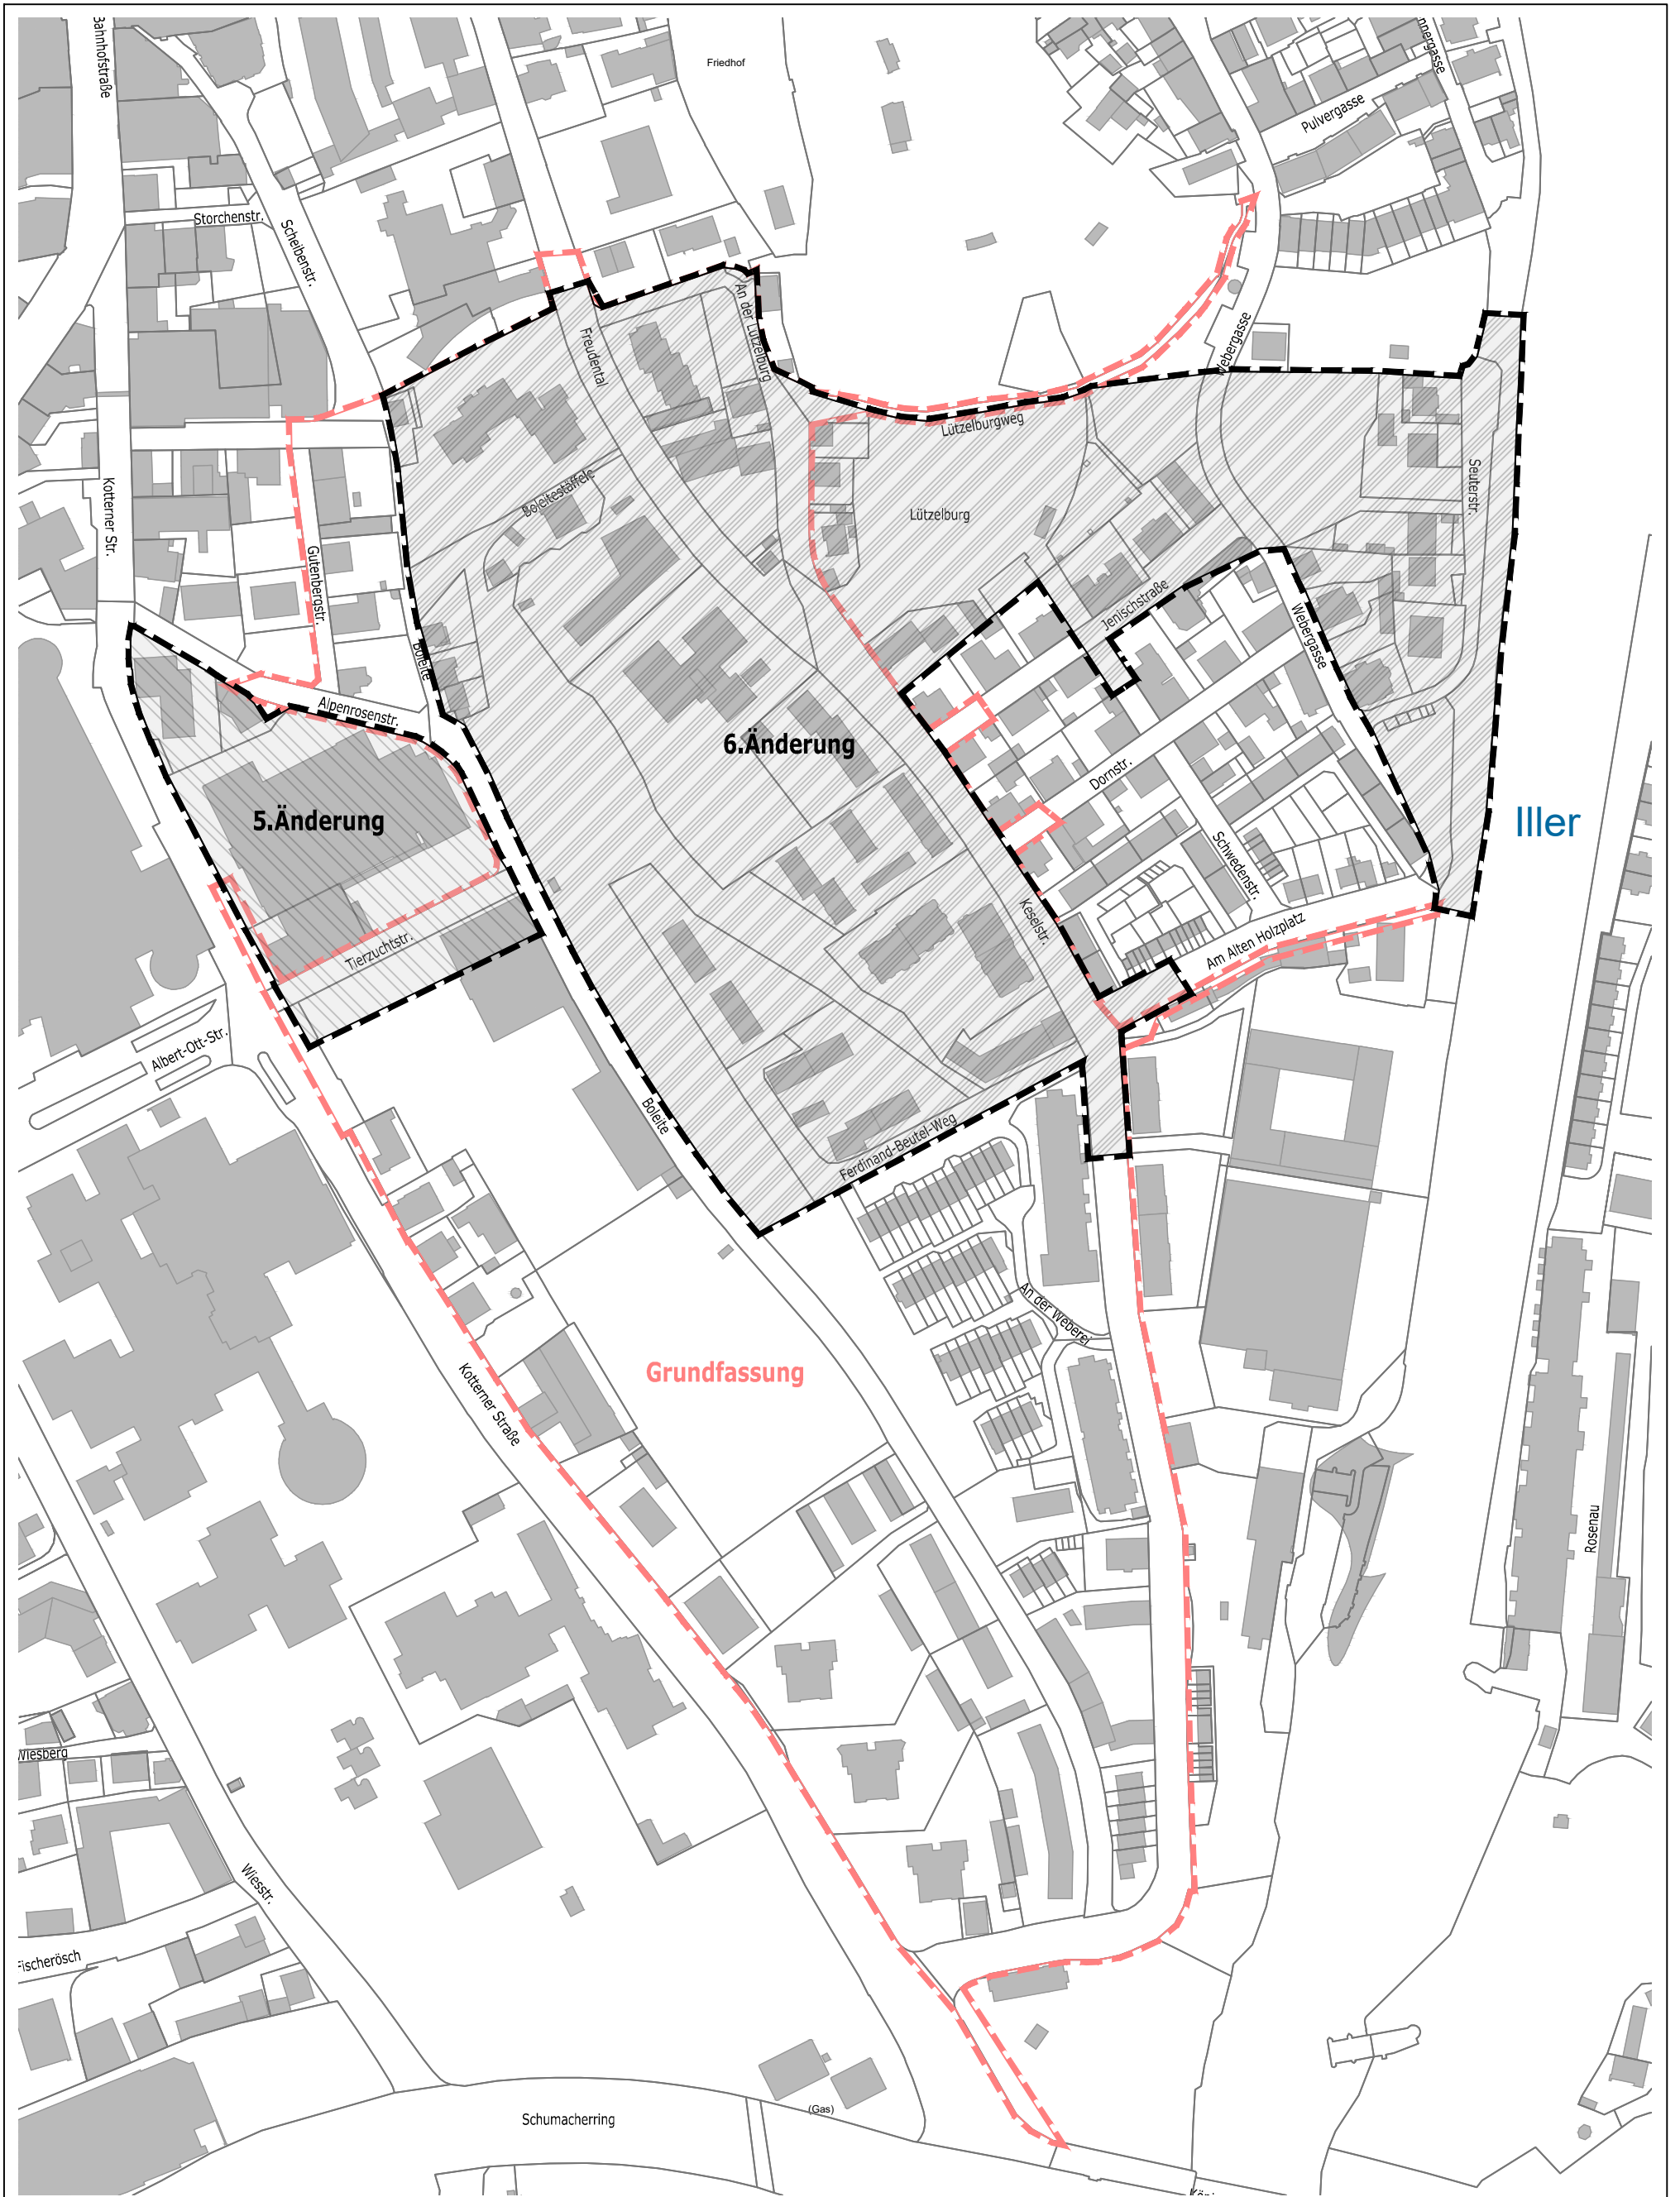 Bahnhofstraße
Friedhof
Pulvergasse
Storchenstr.
Scheibenstr.
An der Lützelburg
Freudental
Webergasse
Lützelburgweg
Kotterner Str.
Boleitestäffele
Lützelburg
Seuterstr.
Gutenbergstr.
Jenischstraße
Webergasse
Boleite
Alpenrosenstr.
6.Änderung
Dornstr.
5.Änderung
Iller
Schwedenstr.
Keselstr.
Am Alten Holzplatz
Tierzuchtstr.
Albert-Ott-Str.
Boleite
Ferdinand-Beutel-Weg
An der Weberei
Grundfassung
Kotterner Straße
Rosenau
Wiesberg
Wiesstr.
Fischerösch
(Gas)
Schumacherring